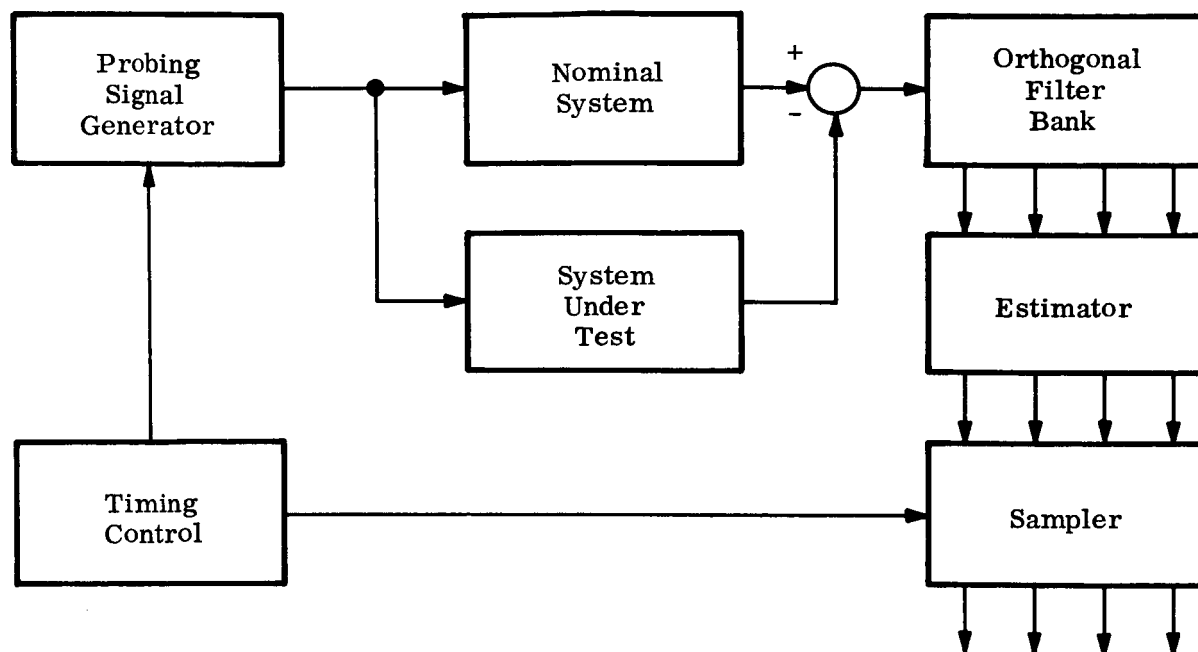 Probing
Signal
Generator
Nominal
System
+
-
Orthogonal
Filter
Bank
System
Under
Test
Estimator
Timing
Control
Sampler